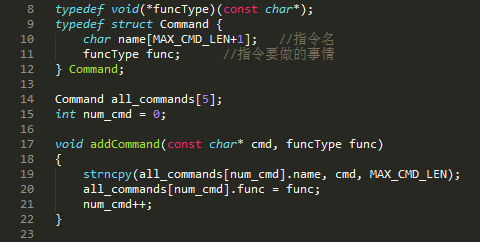 8 typedef void(*funcType)(const char*);
9 typedef struct Command {
10     char name[MAX_CMD_LEN+1];   //指令名
11     funcType func;      //指令要做的事情
12 } Command;
13
14 Command all_commands[5];
15 int num_cmd = 0;
16
17 void addCommand(const char* cmd, funcType func)
18 {
19     strncpy(all_commands[num_cmd].name, cmd, MAX_CMD_LEN);
20     all_commands[num_cmd].func = func;
21     num_cmd++;
22 }
23